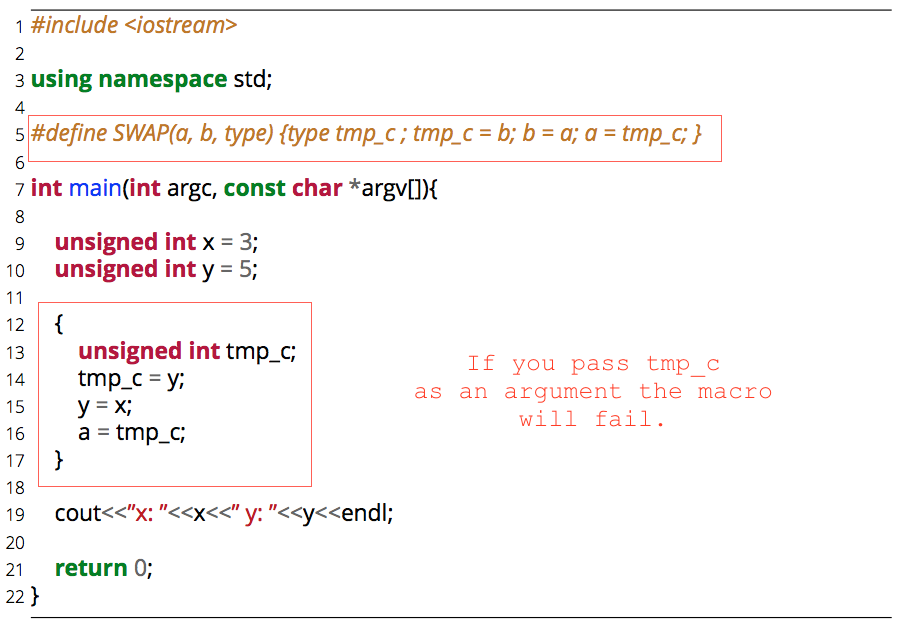 1 #include <iostream>
2
3 using namespace std;
4
5 #define SWAP(a, b, type) {type tmp_c ; tmp_c = b; b = a; a = tmp_c; }
6
7 int main(int argc, const char *argv[]){
8
9 unsigned int x = 3;
10 unsigned int y = 5;
11
12 {
13 unsigned int tmp_c;
14 tmp_c = y;
15 y = x;
16 a = tmp_c;
17 }
18
19 cout<<”x: ”<<x<<” y: ”<<y<<endl;
20
21 return 0;
22 }
If you pass tmp_c
as an argument the macro
will fail.